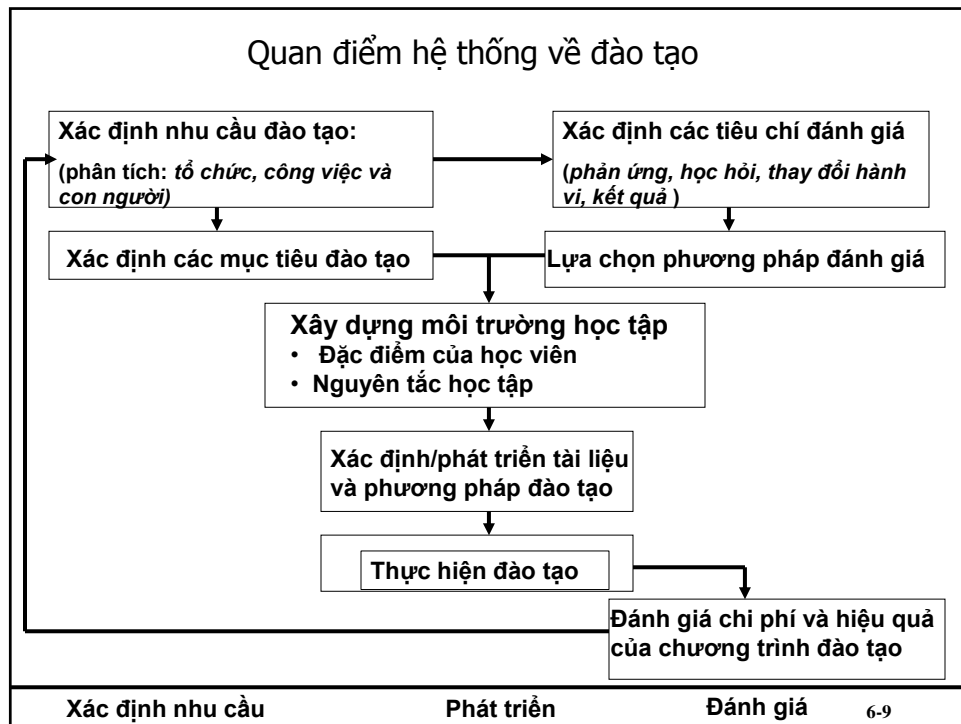 Quan điểm hệ thống về đào tạo
Xác định nhu cầu đào tạo:
(phân tích: tổ chức, công việc và
con người)
Xác định các tiêu chí đánh giá
(phản ứng, học hỏi, thay đổi hành
vi, kết quả )
Xác định các mục tiêu đào tạo
Lựa chọn phương pháp đánh giá
Xây dựng môi trường học tập
• Đặc điểm của học viên
• Nguyên tắc học tập
Xác định/phát triển tài liệu
và phương pháp đào tạo
Thực hiện đào tạo
Đánh giá chi phí và hiệu quả
của chương trình đào tạo
Xác định nhu cầu Phát triển Đánh giá 6-9